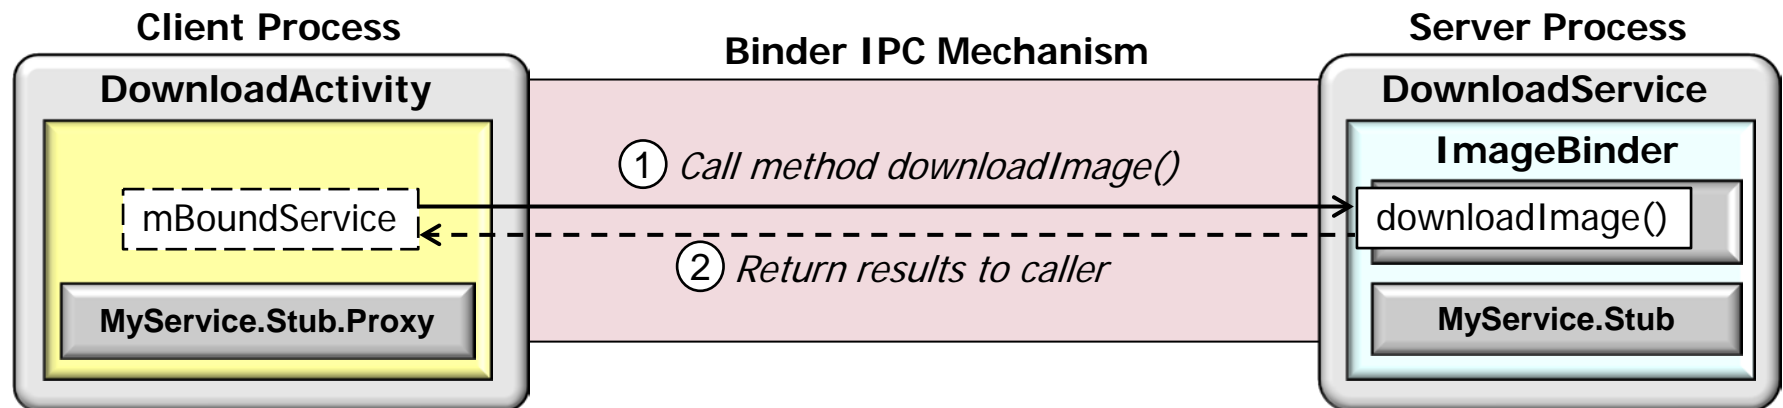 Client Process
DownloadActivity
mBoundService
MyService.Stub.Proxy
Binder IPC Mechanism
1 Call method downloadImage()
2 Return results to caller
Server Process
DownloadService
ImageBinder
downloadImage()
MyService.Stub